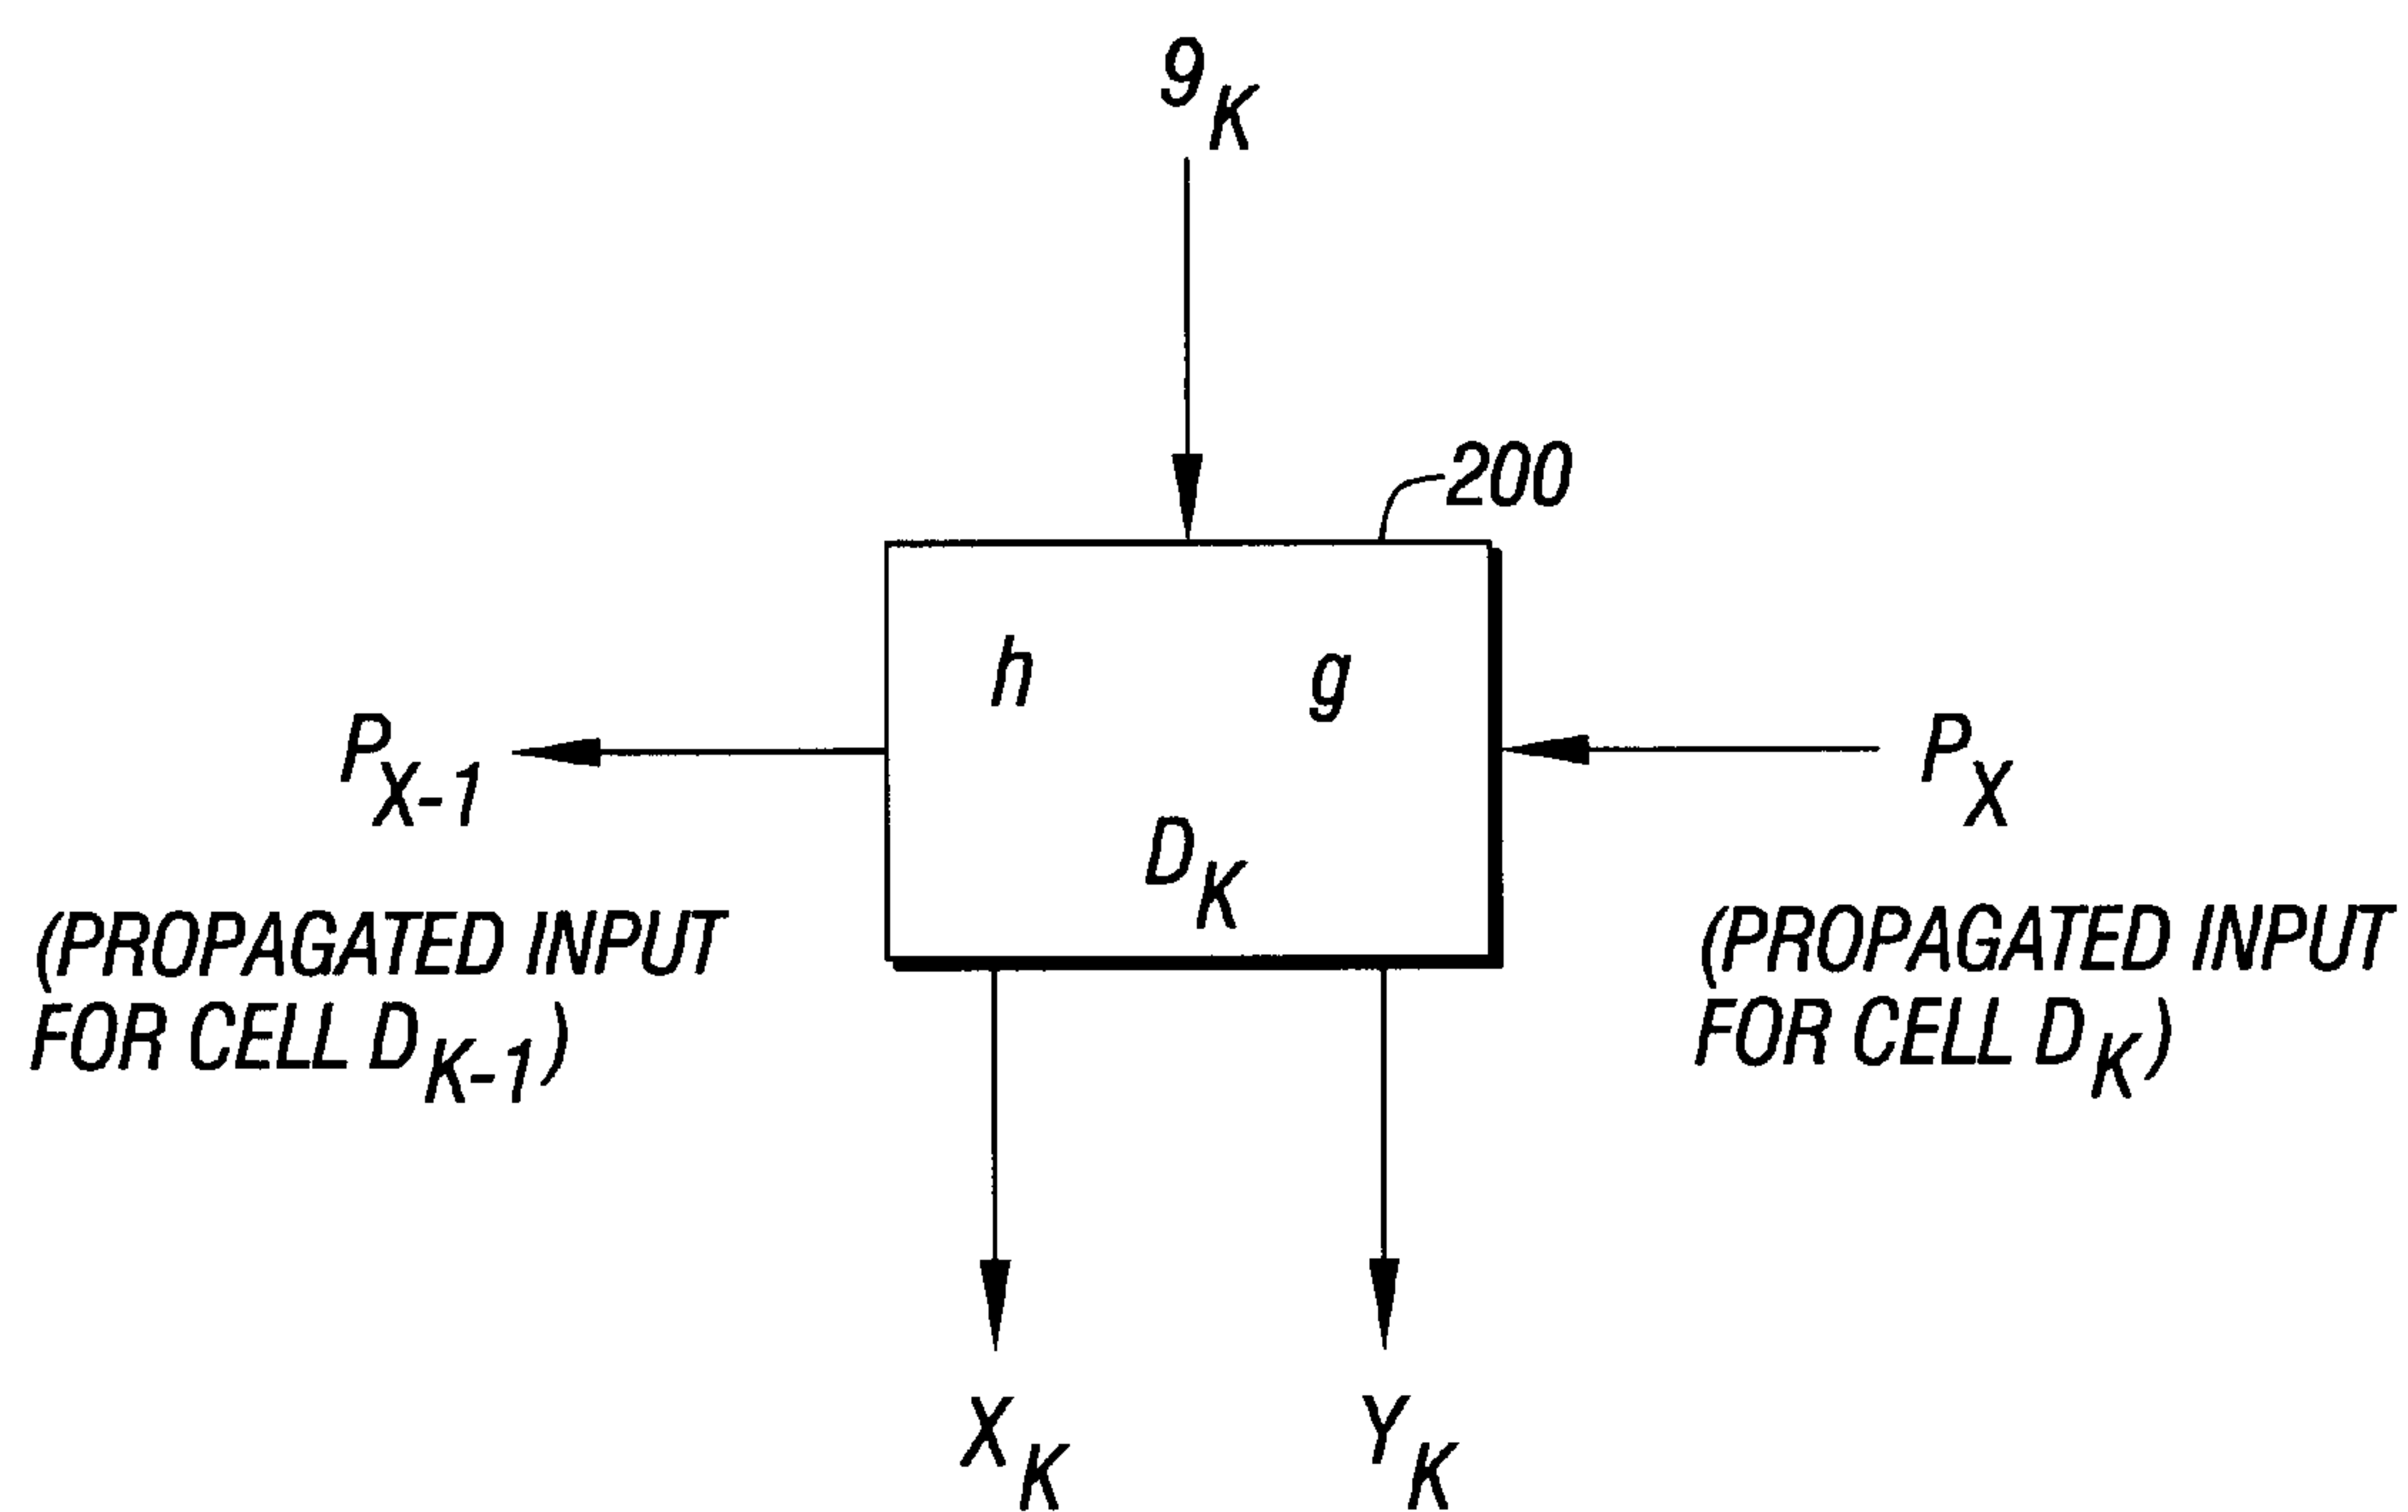 9K
200
h g
PX-1
PX
DK
(PROPAGATED INPUT
FOR CELL DK-1)
(PROPAGATED INPUT
FOR CELL DK)
XK
YK